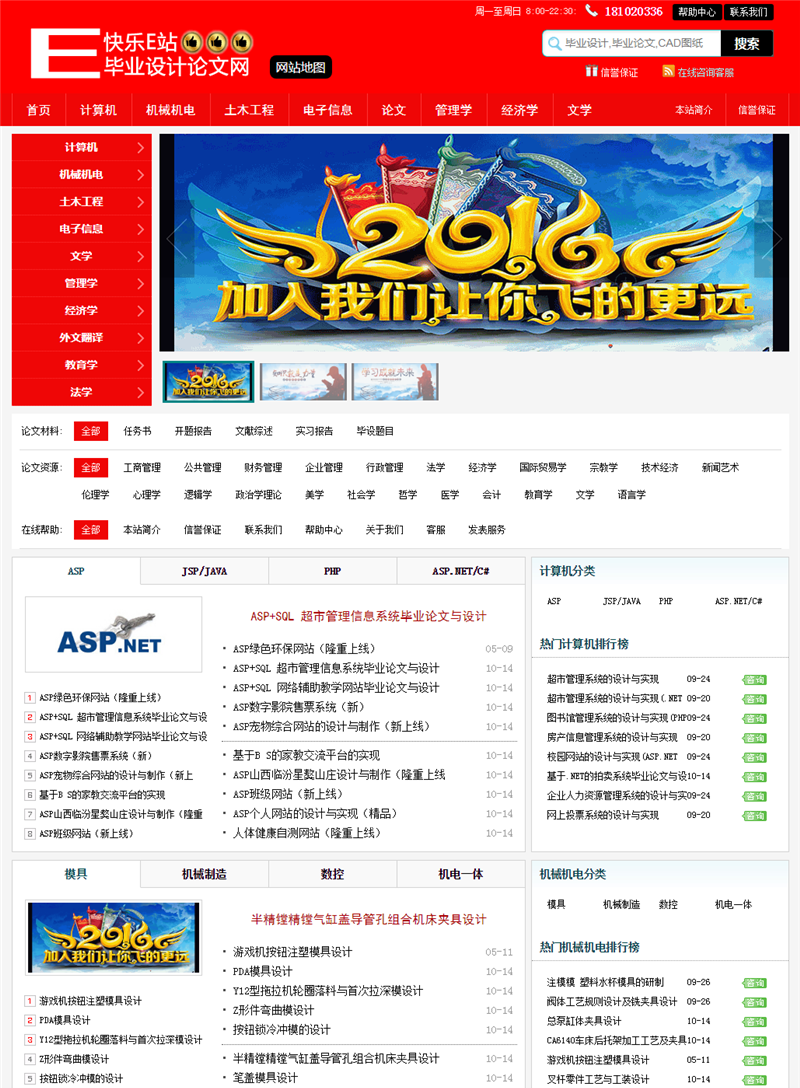 周一至周日 8:00-22:30: 181020336 帮助中心 联系我们
快乐E站
E 毕业设计论文网 网站地图
毕业设计,毕业论文,CAD图纸 搜索
信誉保证 在线咨询客服
首页 计算机 机械机电 土木工程 电子信息 论文 管理学 经济学 文学 本站简介 信誉保证
计算机
机械机电
土木工程
电子信息
文学
管理学
经济学
外文翻译
教育学
法学
2016
加入我们让你飞的更远
论文材料: 全部 任务书 开题报告 文献综述 实习报告 毕设题目
论文资源: 全部 工商管理 公共管理 财务管理 企业管理 行政管理 法学 经济学 国际贸易学 宗教学 技术经济 新闻艺术
伦理学 心理学 逻辑学 政治学理论 美学 社会学 哲学 医学 会计 教育学 文学 语言学
在线帮助: 全部 本站简介 信誉保证 联系我们 帮助中心 关于我们 客服 发表服务
ASP JSP/JAVA PHP ASP.NET/C#
ASP.NET
1 ASP绿色环保网站（隆重上线）
2 ASP+SQL 超市管理信息系统毕业论文与设
3 ASP+SQL 网络辅助教学网站毕业论文与设
4 ASP数字影院售票系统（新）
5 ASP宠物综合网站的设计与制作（新上
6 基于B S的家教交流平台的实现
7 ASP山西临汾星婺山庄设计与制作（隆重
8 ASP班级网站（新上线）
ASP+SQL 超市管理信息系统毕业论文与设计
ASP绿色环保网站（隆重上线） 05-09
ASP+SQL 超市管理信息系统毕业论文与设计 10-14
ASP+SQL 网络辅助教学网站毕业论文与设计 10-14
ASP数字影院售票系统（新） 10-14
ASP宠物综合网站的设计与制作（新上线） 10-14
基于B S的家教交流平台的实现 10-14
ASP山西临汾星婺山庄设计与制作（隆重上线 10-14
ASP班级网站（新上线） 10-14
ASP个人网站的设计与实现（精品） 10-14
人体健康自测网站（隆重上线） 10-14
计算机分类
ASP JSP/JAVA PHP ASP.NET/C#
热门计算机排行榜
超市管理系统的设计与实现 09-24 咨询
超市管理系统的设计与实现(.NET 09-20 咨询
图书馆管理系统的设计与实现(PHP 09-24 咨询
房产信息管理系统的设计与实现 09-20 咨询
校园网站的设计与实现(ASP.NET 09-24 咨询
基于.NET的拍卖系统毕业论文与设 10-14 咨询
企业人力资源管理系统的设计与实 09-24 咨询
网上投票系统的设计与实现 09-20 咨询
模具 机械制造 数控 机电一体
2016
加入我们让你飞的更远
1 游戏机按钮注塑模具设计
2 PDA模具设计
3 Y12型拖拉机轮圈落料与首次拉深模设计
4 Z形件弯曲模设计
5 按钮锁冷冲模的设计
半精镗精镗气缸盖导管孔组合机床夹具设计
游戏机按钮注塑模具设计 05-11
PDA模具设计 10-14
Y12型拖拉机轮圈落料与首次拉深模设计 10-14
Z形件弯曲模设计 10-14
按钮锁冷冲模的设计 10-14
半精镗精镗气缸盖导管孔组合机床夹具设计 10-14
笔盖模具设计 10-14
机械机电分类
模具 机械制造 数控 机电一体
热门机械机电排行榜
注模模 塑料水杯模具的研制 09-26 咨询
阀体工艺规则设计及铣夹具设计 09-26 咨询
总泵缸体夹具设计 10-14 咨询
CA6140车床后托架加工工艺及夹具 10-14 咨询
游戏机按钮注塑模具设计 05-11 咨询
叉杆零件工艺与工装设计 10-14 咨询